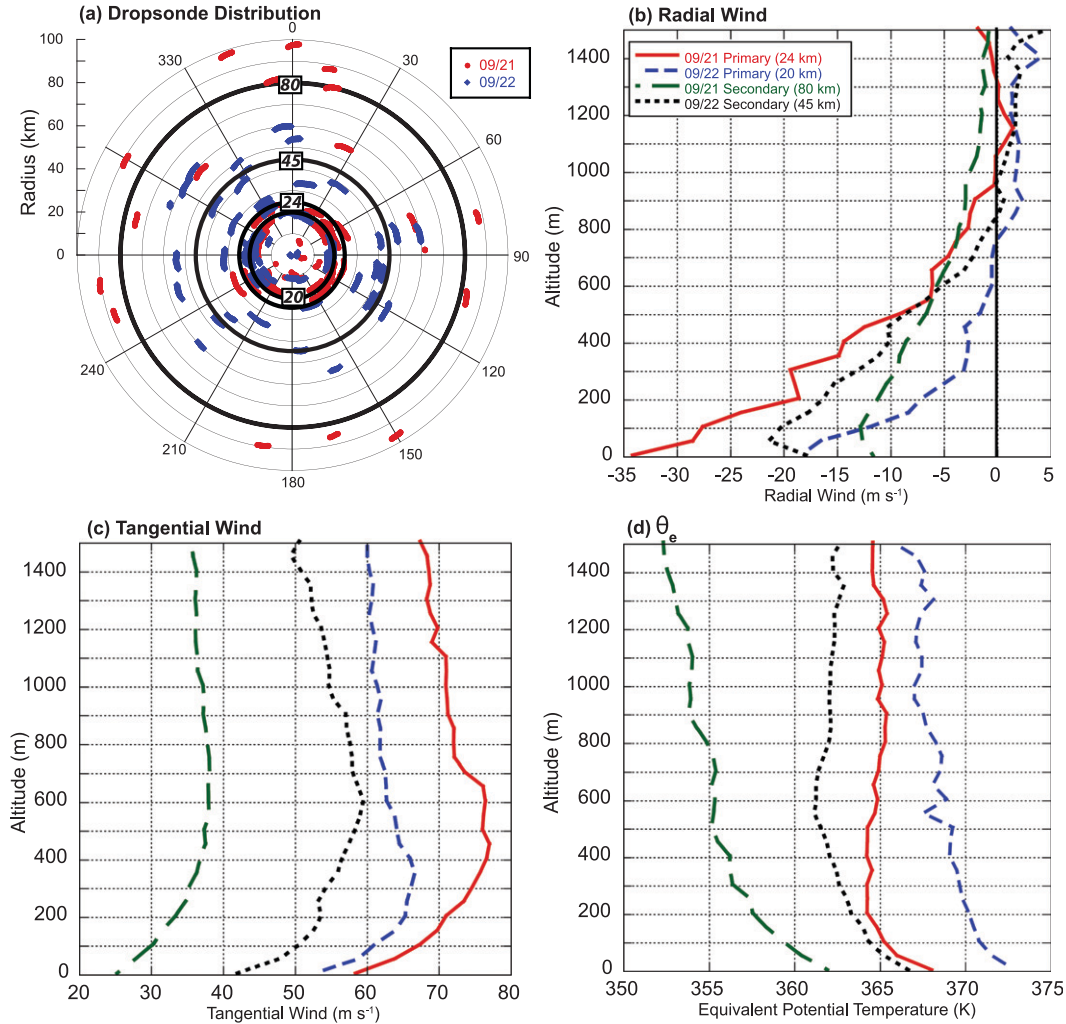 (a) Dropsonde Distribution
0
30
60
90
120
150
180
210
240
330
100
80
60
40
20
0
20
40
60
80
Radius (km)
09/21
09/22
80
45
24
20
(b) Radial Wind
09/21 Primary (24 km)
09/22 Primary (20 km)
09/21 Secondary (80 km)
09/22 Secondary (45 km)
1400
1200
1000
800
600
400
200
0
Altitude (m)
-35 -30 -25 -20 -15 -10 -5 0 5
Radial Wind (m s⁻¹)
(c) Tangential Wind
1400
1200
1000
800
600
400
200
0
Altitude (m)
20 30 40 50 60 70 80
Tangential Wind (m s⁻¹)
(d) θe
1400
1200
1000
800
600
400
200
0
Altitude (m)
350 355 360 365 370 375
Equivalent Potential Temperature (K)